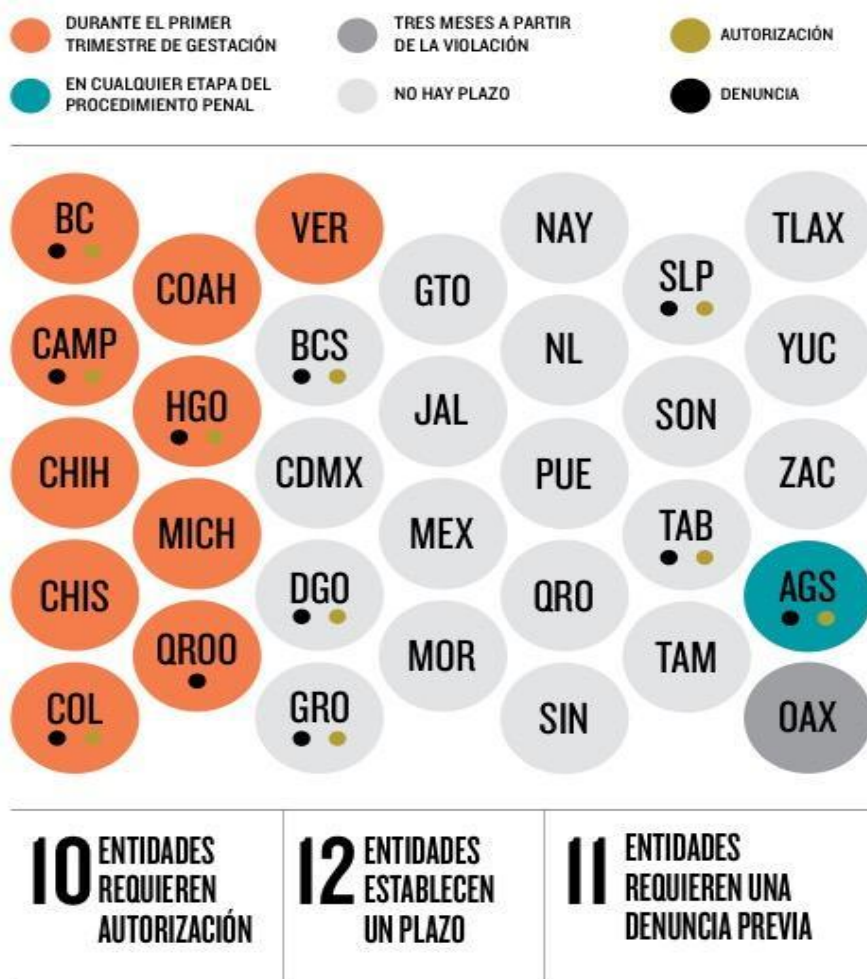 DURANTE EL PRIMER
TRIMESTRE DE GESTACIÓN
TRES MESES A PARTIR
DE LA VIOLACIÓN
AUTORIZACIÓN
EN CUALQUIER ETAPA DEL
PROCEDIMIENTO PENAL
NO HAY PLAZO
DENUNCIA
BC
VER
NAY
TLAX
COAH
GTO
SLP
CAMP
BCS
NL
YUC
HGO
JAL
SON
CHIH
CDMX
PUE
ZAC
MICH
MEX
TAB
CHIS
DGO
QRO
AGS
QROO
MOR
TAM
COL
GRO
SIN
OAX
10 ENTIDADES
REQUIEREN
AUTORIZACIÓN
12 ENTIDADES
ESTABLECEN
UN PLAZO
11 ENTIDADES
REQUIEREN UNA
DENUNCIA PREVIA